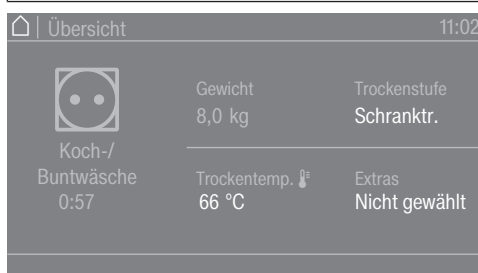 Übersicht
11:02
Koch-/
Buntwäsche
0:57
Gewicht
8,0 kg
Trockenstufe
Schranktr.
Trockentemp.
66 °C
Extras
Nicht gewählt